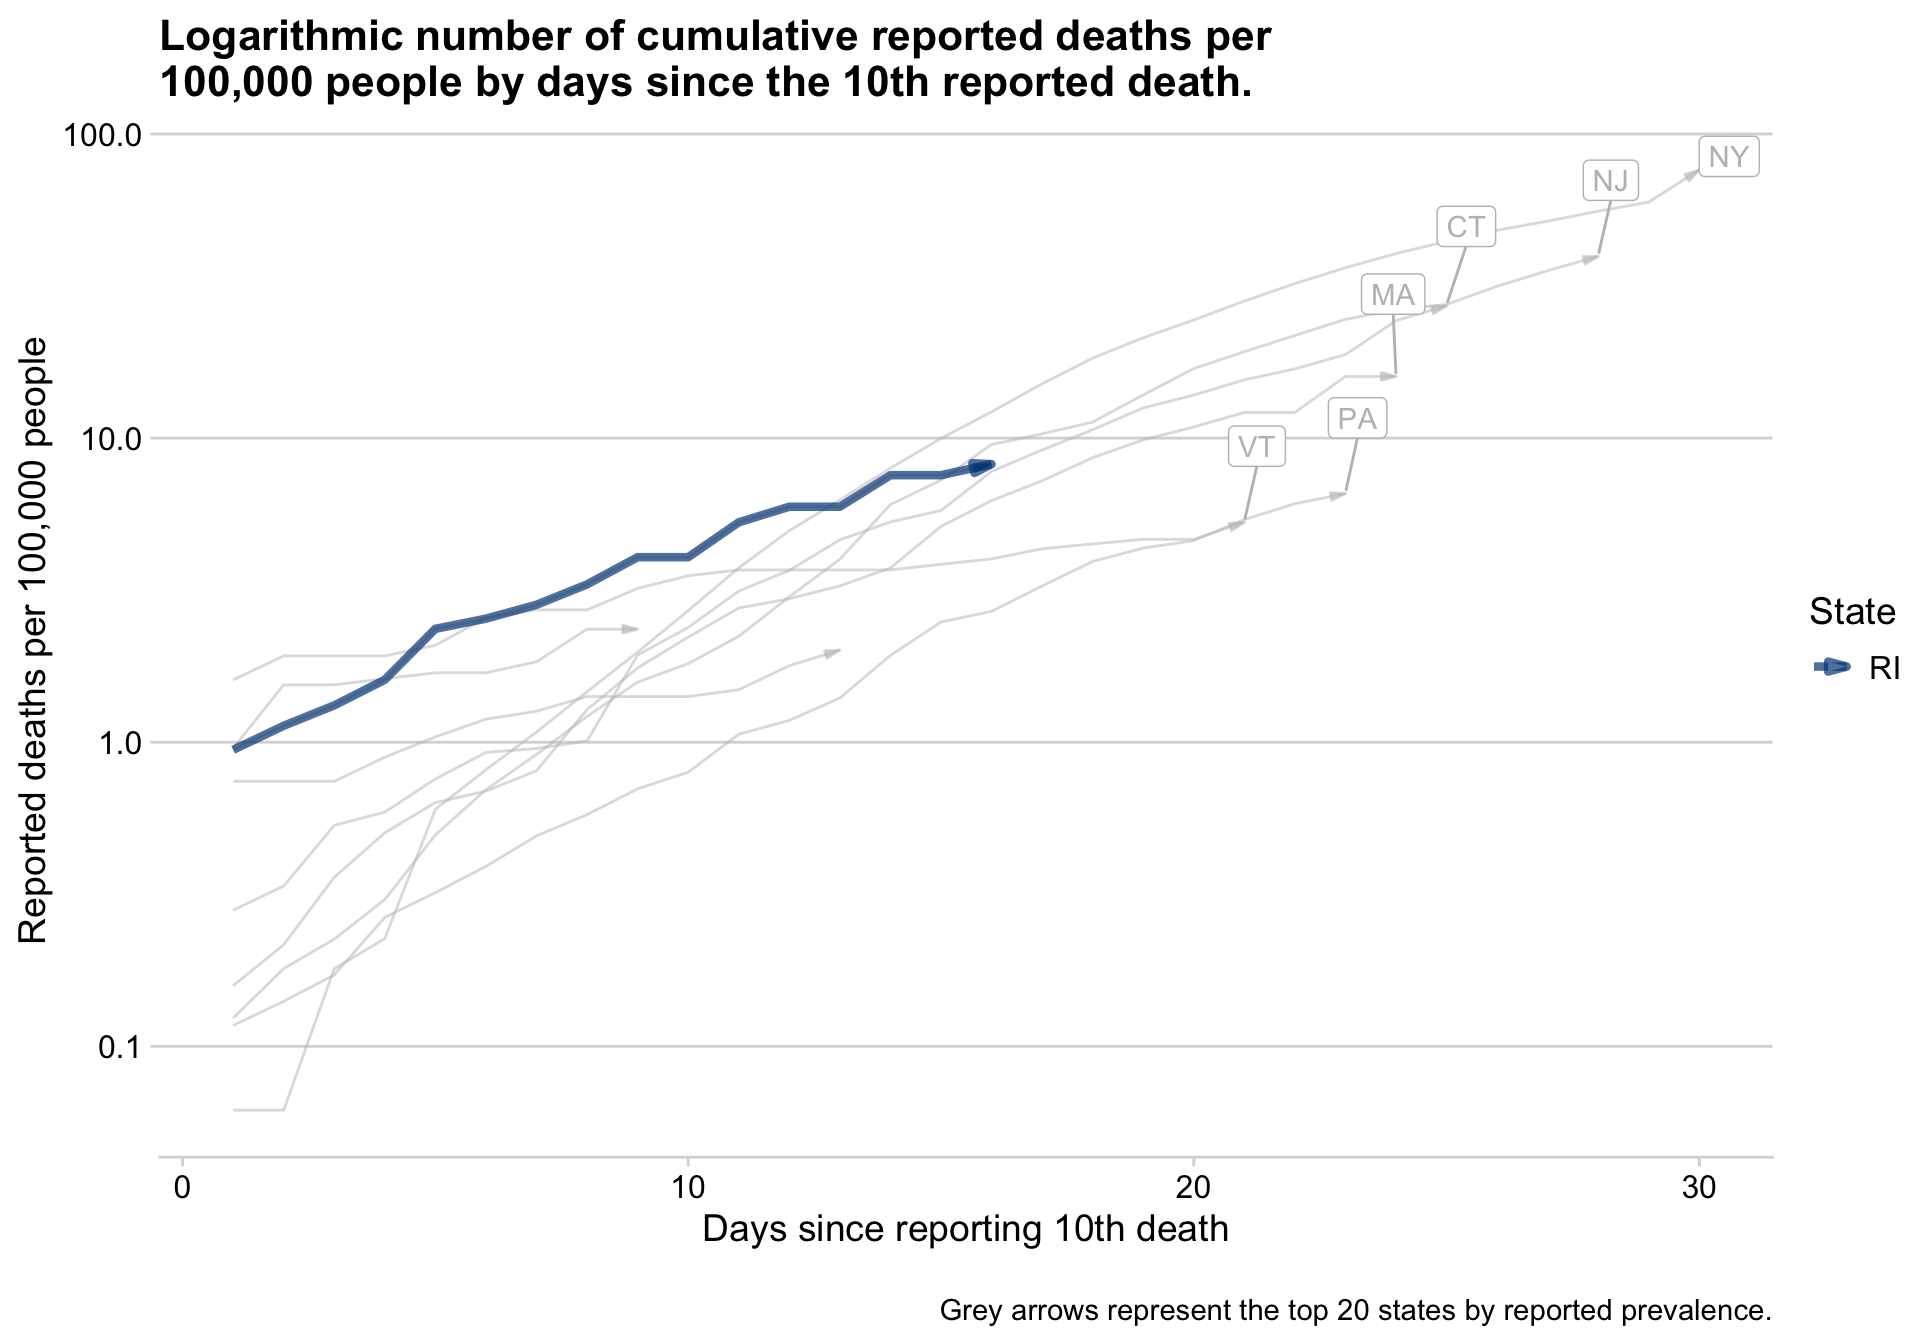 Logarithmic number of cumulative reported deaths per
100,000 people by days since the 10th reported death.
100.0
10.0
1.0
0.1
Reported deaths per 100,000 people
NY
NJ
CT
MA
PA
VT
State
RI
0
10
20
30
Days since reporting 10th death
Grey arrows represent the top 20 states by reported prevalence.